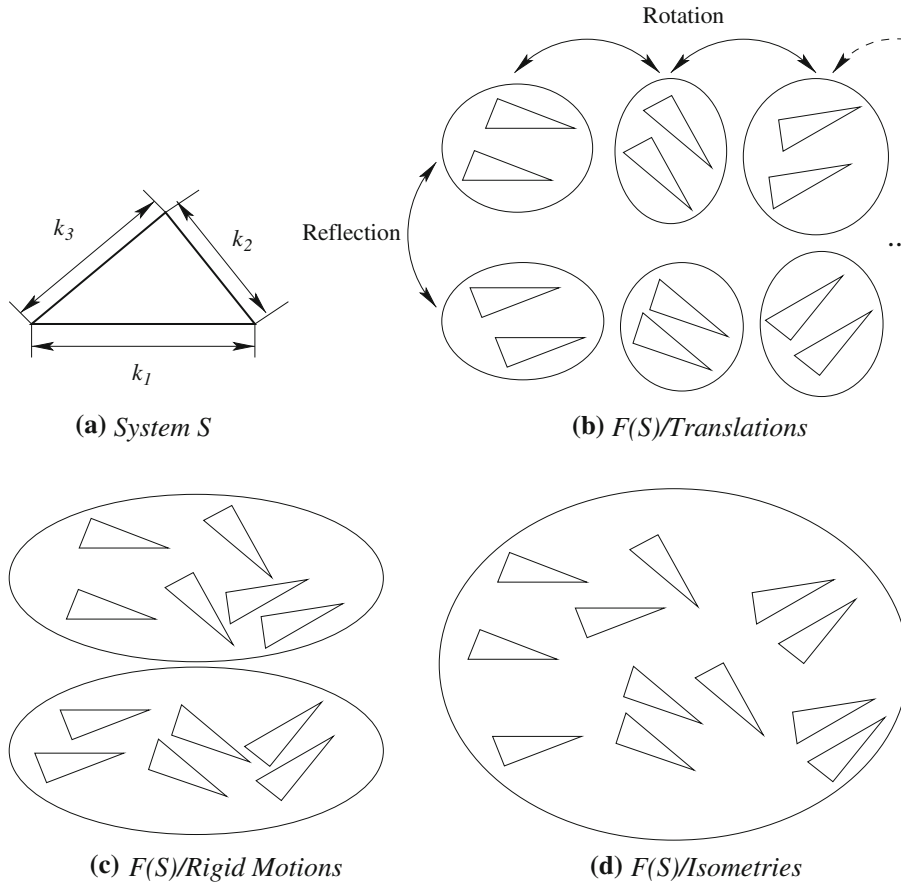 Rotation
Reflection
k3
k2
k1
...
(a) System S
(b) F(S)/Translations
(c) F(S)/Rigid Motions
(d) F(S)/Isometries